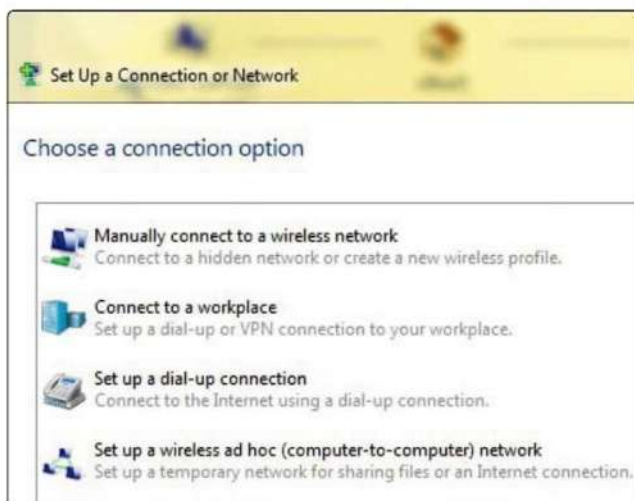 Set Up a Connection or Network
Choose a connection option
Manually connect to a wireless network
Connect to a hidden network or create a new wireless profile.
Connect to a workplace
Set up a dial-up or VPN connection to your workplace.
Set up a dial-up connection
Connect to the Internet using a dial-up connection.
Set up a wireless ad hoc (computer-to-computer) network
Set up a temporary network for sharing files or an Internet connection.